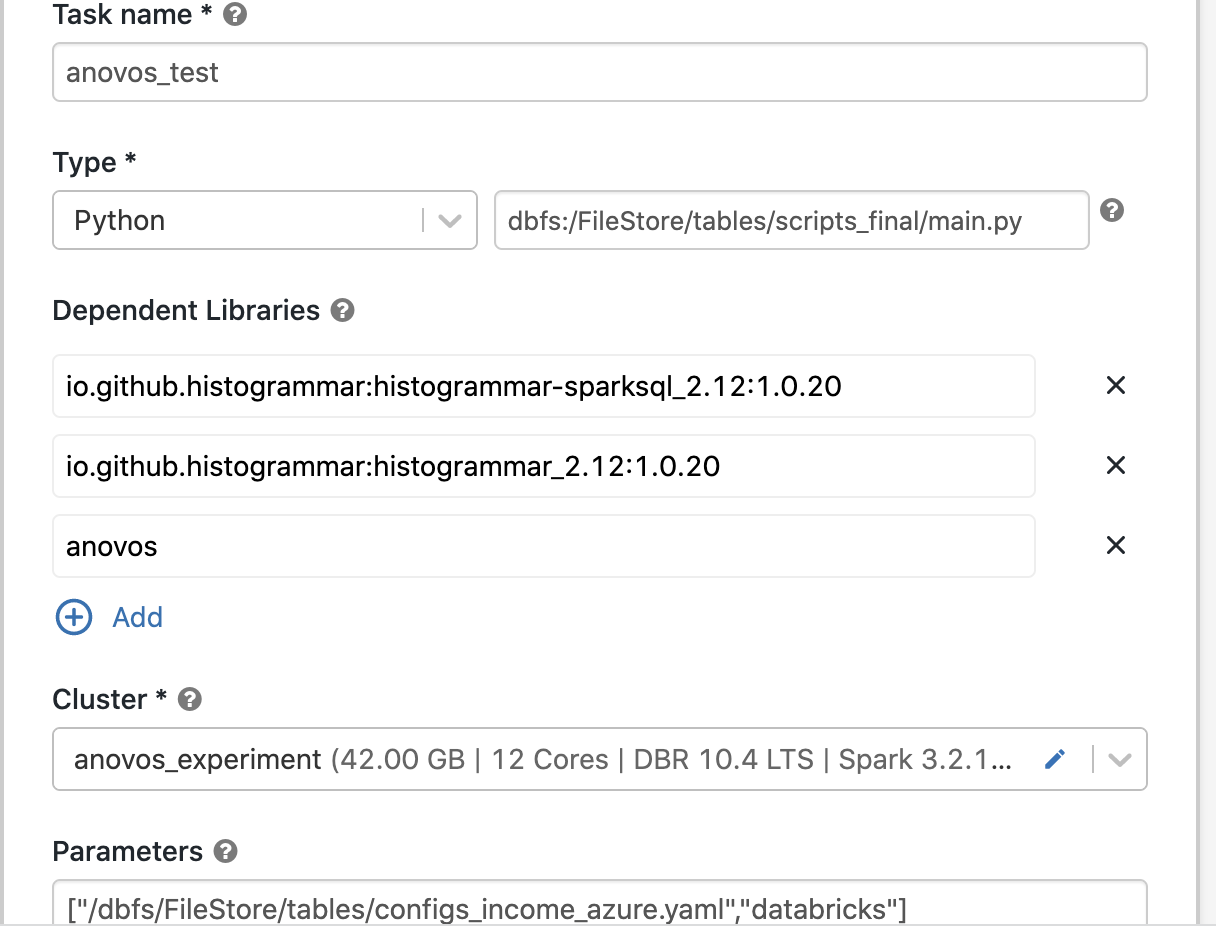 Task name * ?
anovos_test
Type *
Python
dbfs:/FileStore/tables/scripts_final/main.py ?
Dependent Libraries ?
io.github.histogrammar:histogrammar-sparksql_2.12:1.0.20
io.github.histogrammar:histogrammar_2.12:1.0.20
anovos
Add
Cluster * ?
anovos_experiment (42.00 GB | 12 Cores | DBR 10.4 LTS | Spark 3.2.1...
Parameters ?
["/dbfs/FileStore/tables/configs_income_azure.yaml","databricks"]